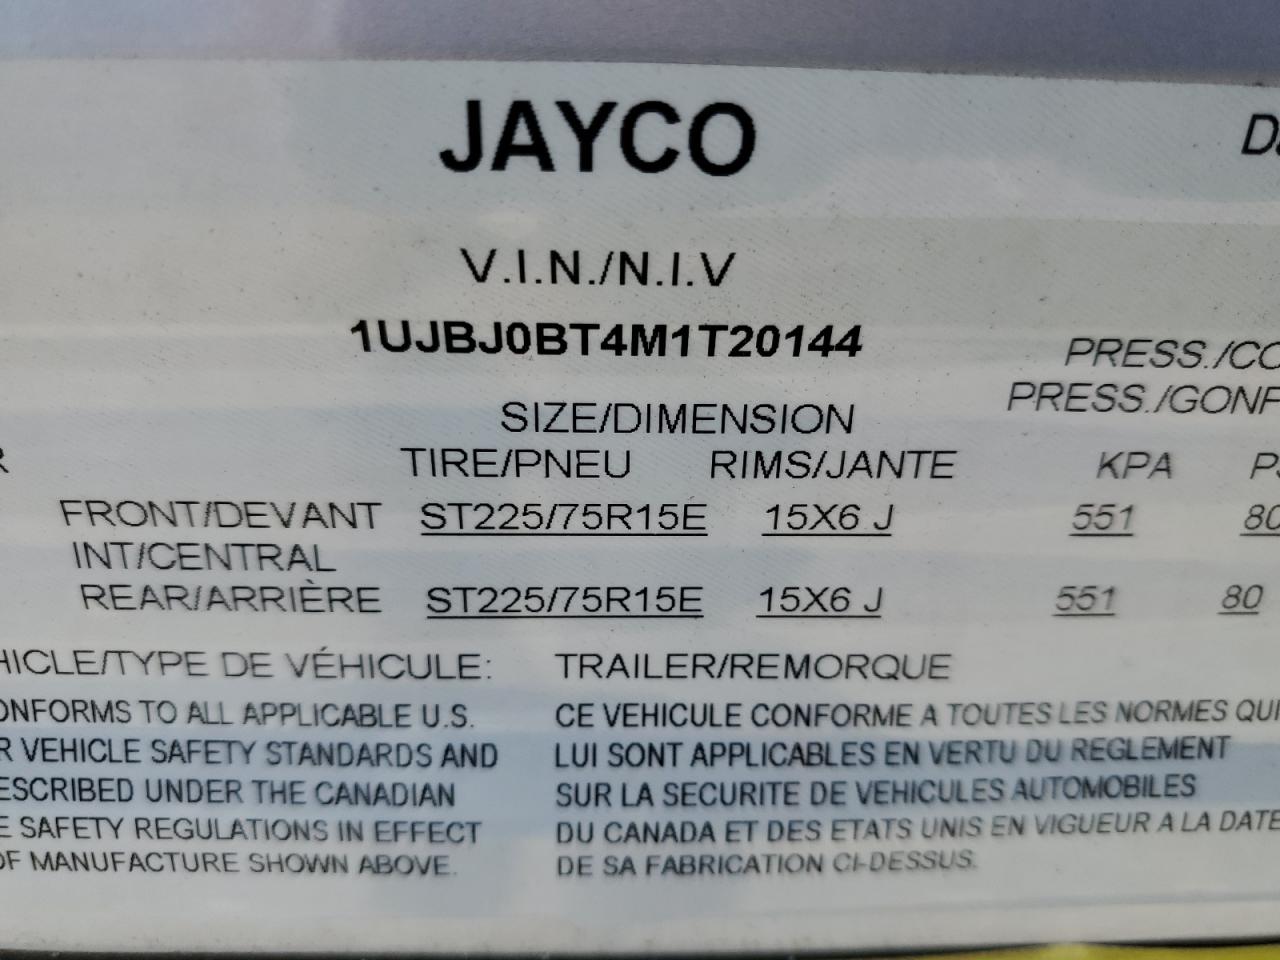 JAYCO
V.I.N./N.I.V
1UJBJ0BT4M1T20144
PRESS./CO
PRESS./GONF
SIZE/DIMENSION
TIRE/PNEU RIMS/JANTE KPA
FRONT/DEVANT ST225/75R15E 15X6 J 551 80
INT/CENTRAL
REAR/ARRIÈRE ST225/75R15E 15X6 J 551 80
HICLE/TYPE DE VÉHICULE: TRAILER/REMORQUE
ONFORMS TO ALL APPLICABLE U.S.
R VEHICLE SAFETY STANDARDS AND
ESCRIBED UNDER THE CANADIAN
E SAFETY REGULATIONS IN EFFECT
OF MANUFACTURE SHOWN ABOVE.
CE VEHICULE CONFORME A TOUTES LES NORMES QUI
LUI SONT APPLICABLES EN VERTU DU REGLEMENT
SUR LA SECURITE DE VEHICULES AUTOMOBILES
DU CANADA ET DES ETATS UNIS EN VIGUEUR A LA DATE
DE SA FABRICATION CI-DESSUS.